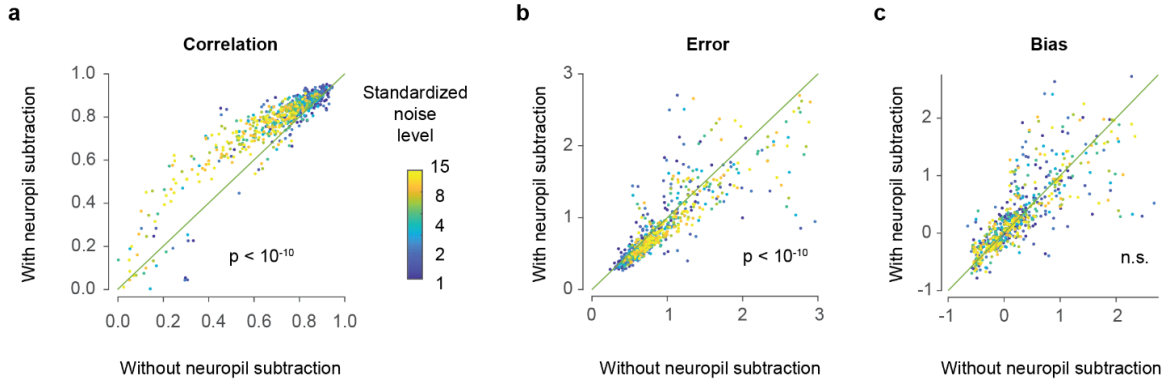 a
Correlation
With neuropil subtraction
1.0
0.8
0.6
0.4
0.2
0.0
0.0 0.2 0.4 0.6 0.8 1.0
p < 10⁻¹⁰
Without neuropil subtraction
Standardized
noise
level
15
8
4
2
1
b
Error
With neuropil subtraction
3
2
1
0
0 1 2 3
p < 10⁻¹⁰
Without neuropil subtraction
c
Bias
With neuropil subtraction
2
1
0
-1
-1 0 1 2
n.s.
Without neuropil subtraction